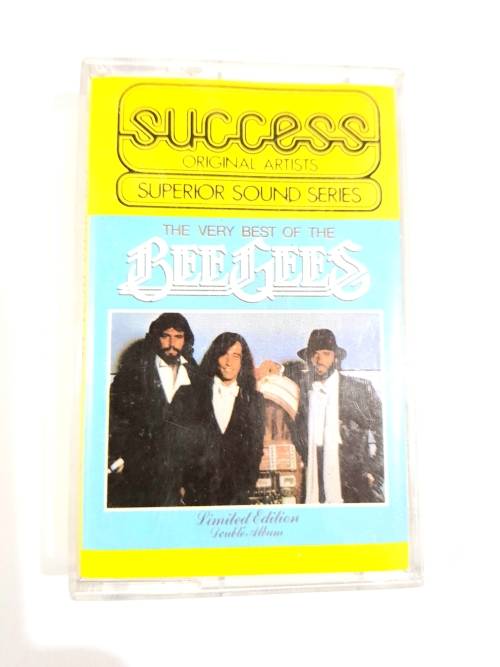 success
ORIGINAL ARTISTS
SUPERIOR SOUND SERIES
THE VERY BEST OF THE
BEE GEES
Limited Edition
Double Album